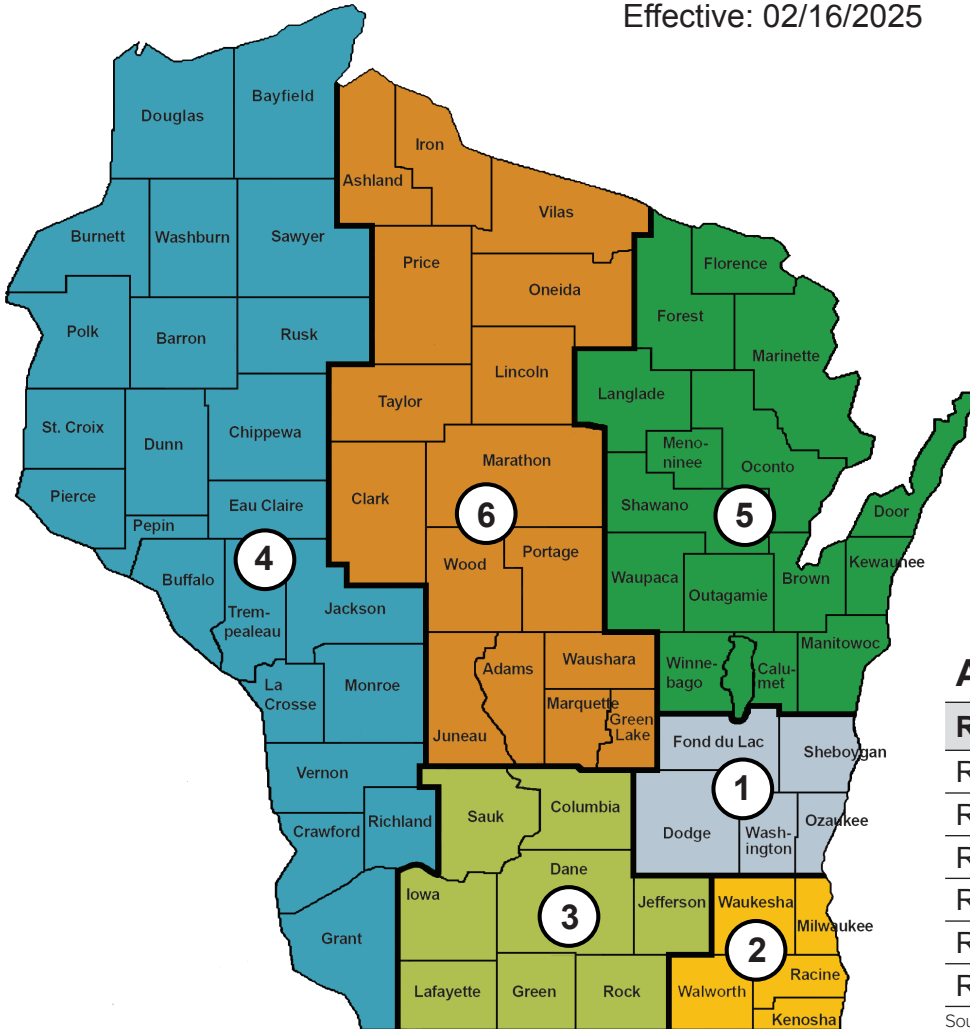 Effective: 02/16/2025
Bayfield
Douglas
Iron
Ashland
Vilas
Burnett
Washburn
Sawyer
Price
Florence
Oneida
Forest
Polk
Barron
Rusk
Marinette
Lincoln
Langlade
Taylor
St. Croix
Dunn
Chippewa
Meno-
ninee
Marathon
Oconto
Pierce
Clark
Eau Claire
6
Shawano
5
Door
Pepin
4
Wood
Portage
Kewaunee
Buffalo
Waupaca
Brown
Outagamie
Trem-
pealeau
Jackson
Manitowoc
Waushara
Winne-
bago
Calu-
met
Adams
La
Crosse
Monroe
Marquette
Green
Lake
Juneau
A
R
Fond du Lac
Sheboygan
Vernon
R
1
Sauk
Columbia
R
Crawford
Richland
Dodge
Wash-
ington
Ozaukee
R
Dane
Iowa
Jefferson
Waukesha
R
3
Milwaukee
Grant
2
R
Racine
Lafayette
Green
Rock
Walworth
R
Kenosha
Sou